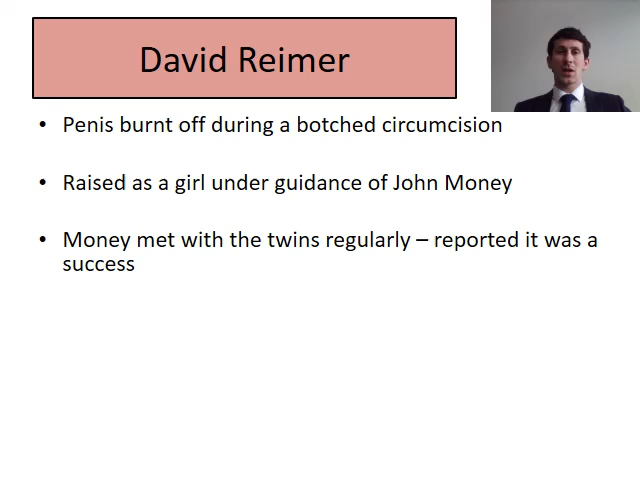 David Reimer
• Penis burnt off during a botched circumcision
• Raised as a girl under guidance of John Money
• Money met with the twins regularly – reported it was a
success